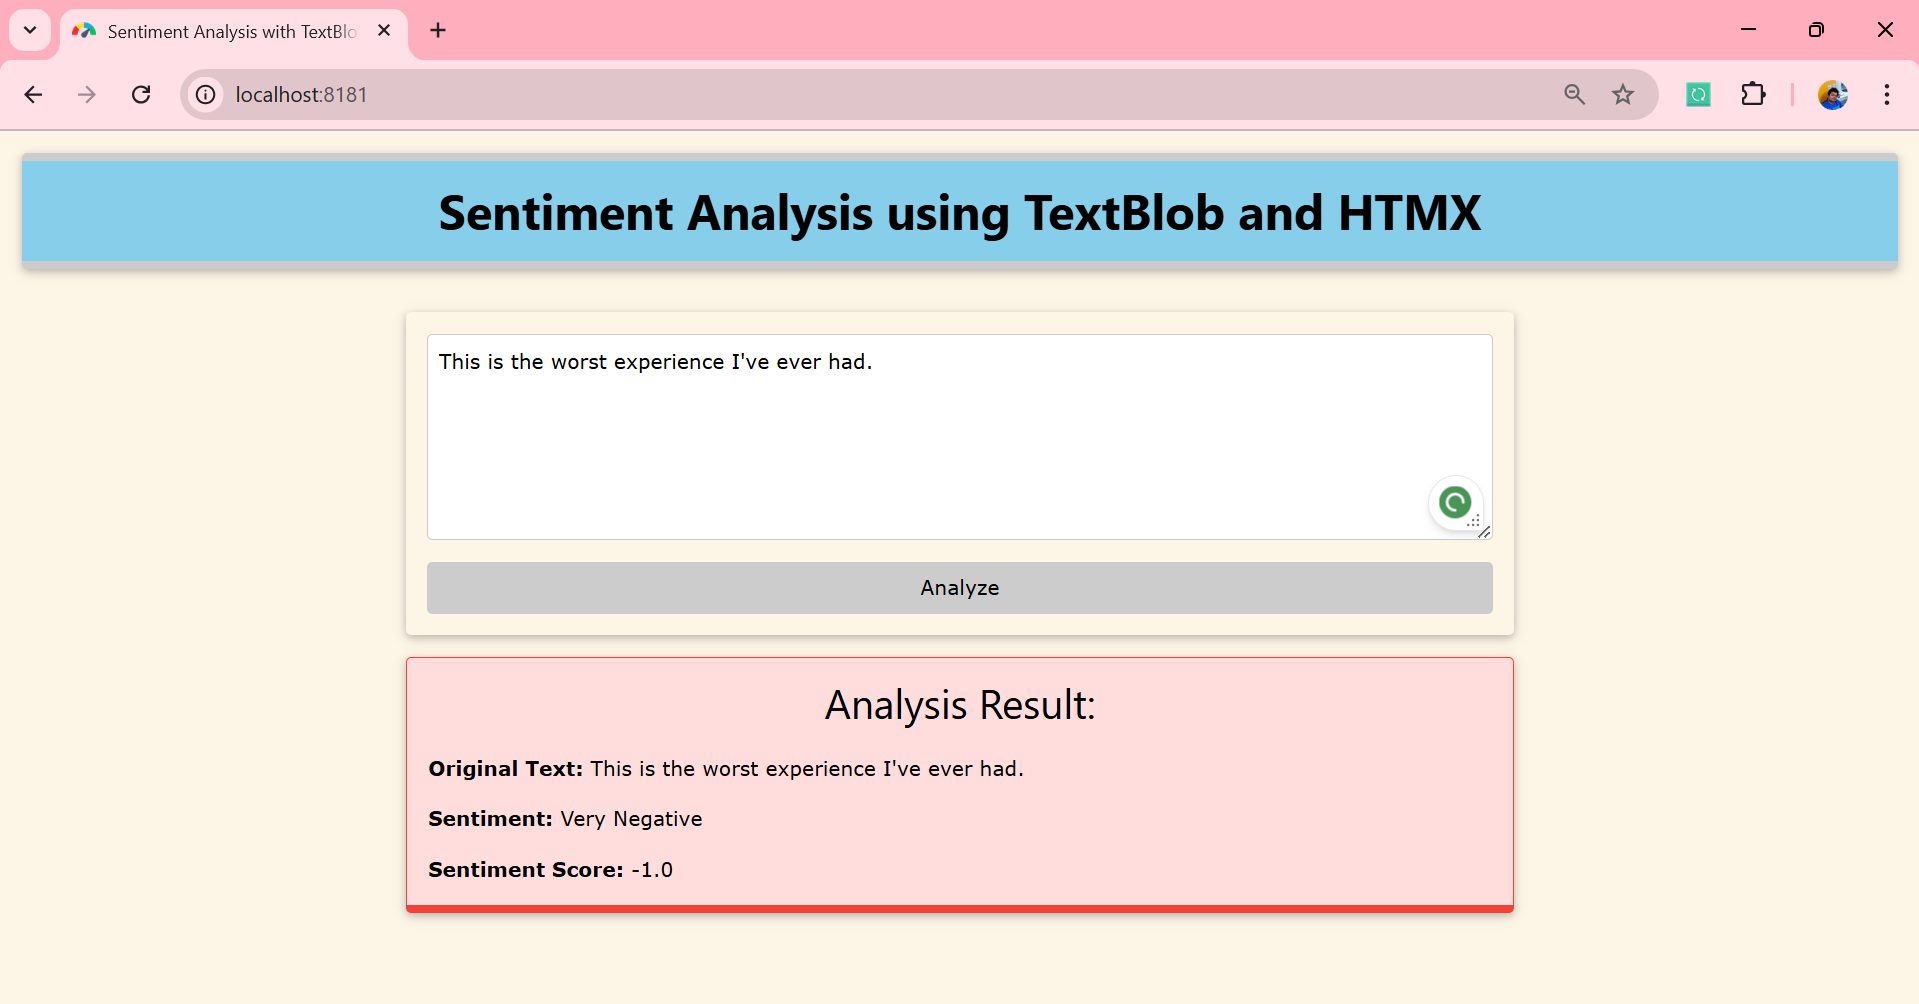 Sentiment Analysis with TextBlo
localhost:8181
Sentiment Analysis using TextBlob and HTMX
This is the worst experience I've ever had.
Analyze
Analysis Result:
Original Text: This is the worst experience I've ever had.
Sentiment: Very Negative
Sentiment Score: -1.0